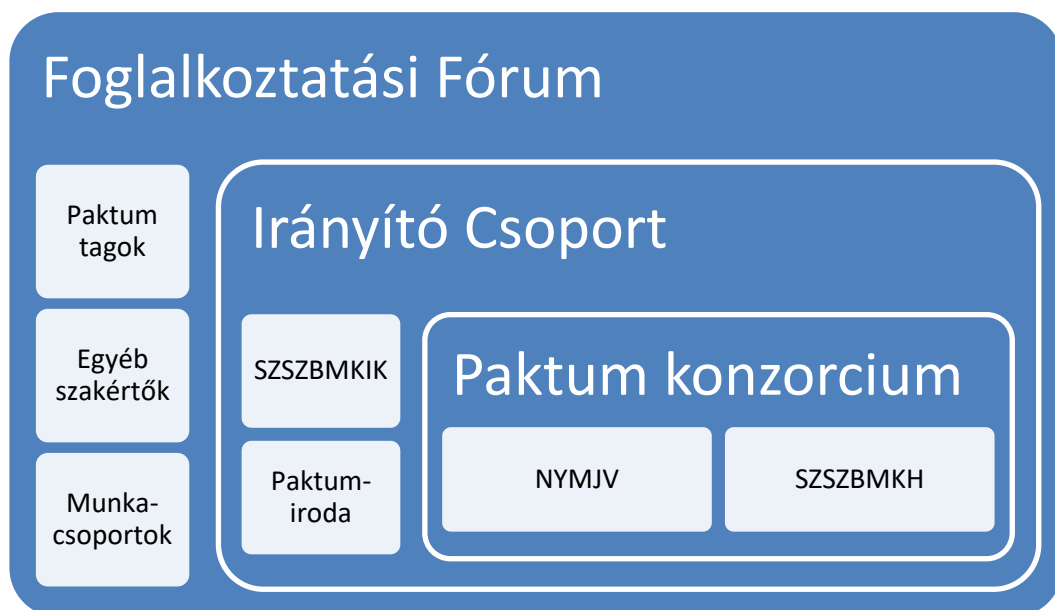 Foglalkoztatási Fórum
Paktum
tagok
Egyéb
szakértők
Munka-
csoportok
Irányító Csoport
SZSZBMKIK
Paktum-
iroda
Paktum konzorcium
NYMJV
SZSZBMKH